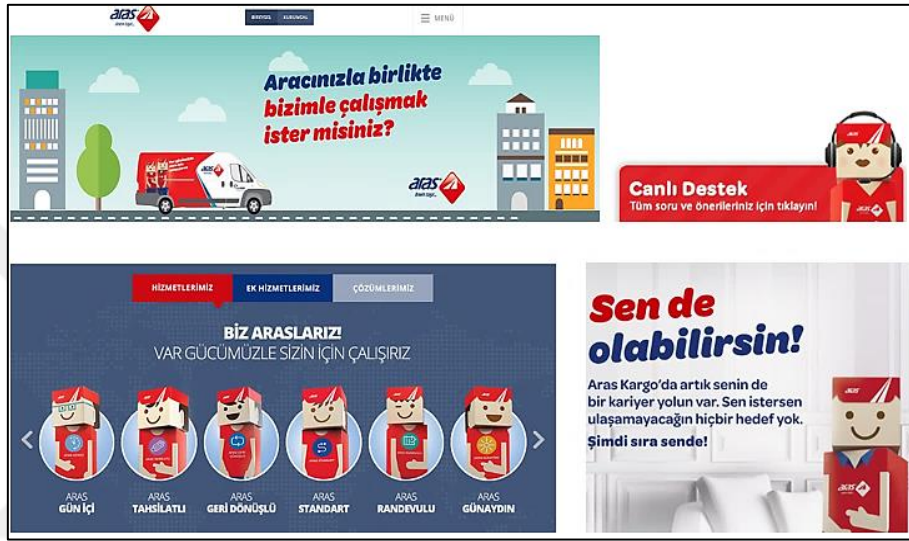 aras
BİREYSEL KURUMSAL
MENÜ
Aracınızla birlikte
bizimle çalışmak
ister misiniz?
aras
aras
Canlı Destek
Tüm soru ve önerileriniz için tıklayın!
HİZMETLERİMİZ
EK HİZMETLERİMİZ
ÇÖZÜMLERİMİZ
BİZ ARASLARIZ!
VAR GÜCÜMÜZLE SİZİN İÇİN ÇALIŞIRIZ
ARAS
GÜN İÇİ
ARAS
TAHSİLATLI
ARAS
GERİ DÖNÜŞLÜ
ARAS
STANDART
ARAS
RANDEVULU
ARAS
GÜNAYDIN
Sen de
olabilirsin!
Aras Kargo’da artık senin de
bir kariyer yolun var. Sen istersen
ulaşamayacağın hiçbir hedef yok.
Şimdi sıra sende!
aras